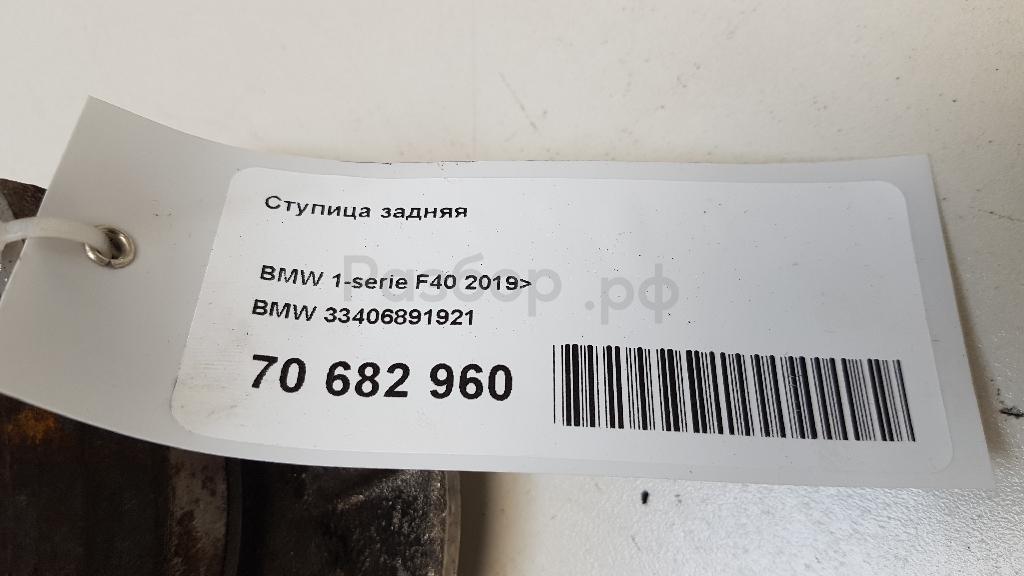 Ступица задняя
BMW 1-serie F40 2019>
Разбор.рф
BMW 33406891921
70 682 960